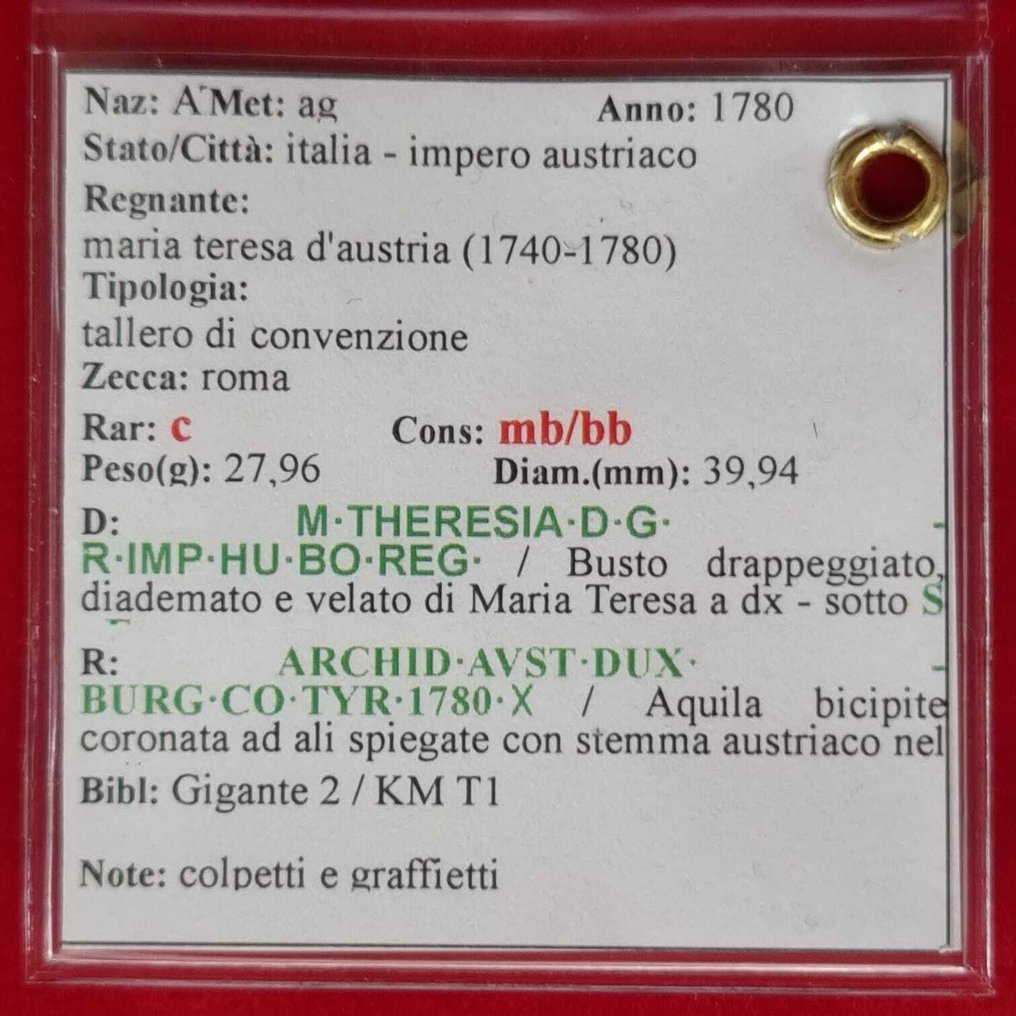 Naz: A Met: ag Anno: 1780
Stato/Città: italia - impero austriaco
Regnante:
maria teresa d'austria (1740-1780)
Tipologia:
tallero di convenzione
Zecca: roma
Rar: c Cons: mb/bb
Peso(g): 27,96 Diam.(mm): 39,94
D: M·THERESIA·D·G· -
R·IMP·HU·BO·REG· / Busto drappeggiato,
diademato e velato di Maria Teresa a dx - sotto S
R: ARCHID·AVST·DUX· -
BURG·CO·TYR·1780·X / Aquila bicipite
coronata ad ali spiegate con stemma austriaco nel
Bibl: Gigante 2 / KM T1
Note: colpetti e graffietti